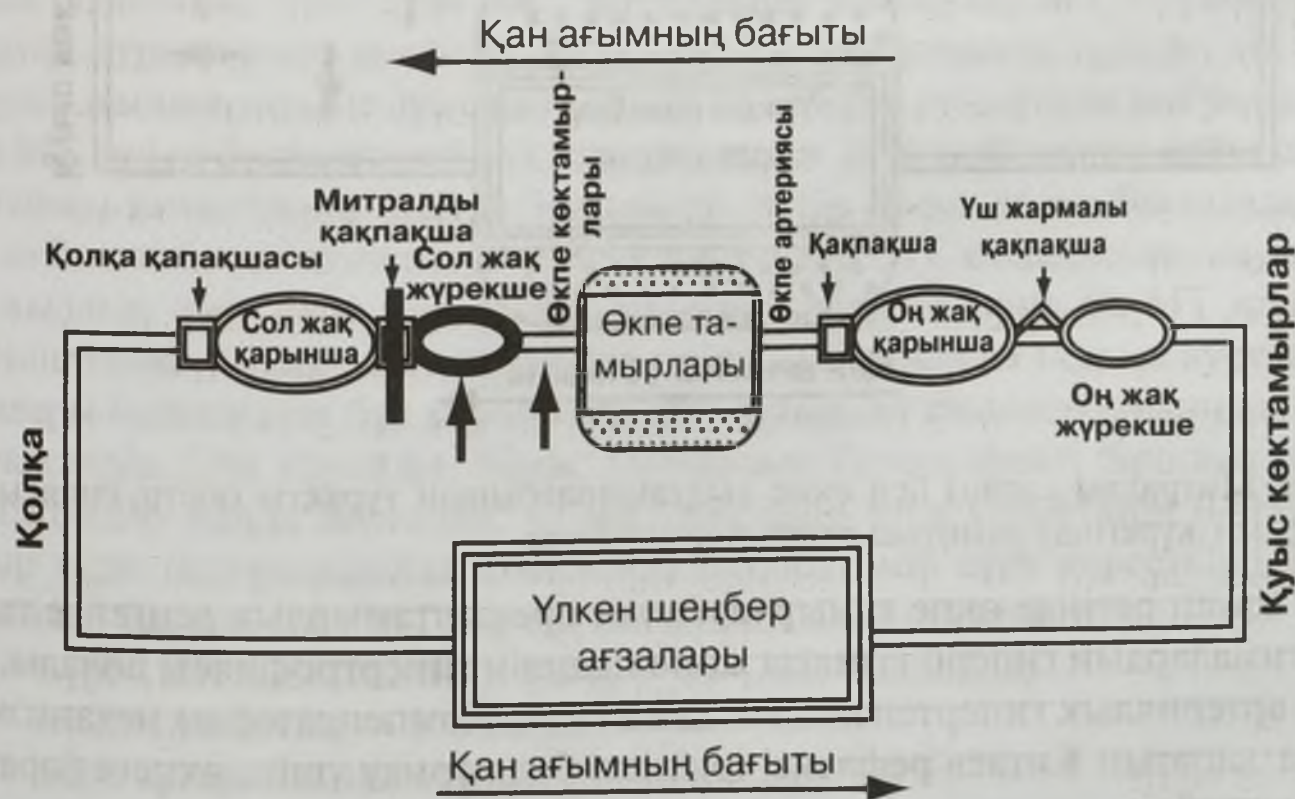 Қан ағымның бағыты
Өкпе көктамыр-
лары
Өкпе артериясы
Митралды
қақпақша
Үш жармалы
қақпақша
Қолқа қапақшасы
Сол жақ
жүрекше
Қақпақша
Сол жақ
қарынша
Өкпе та-
мырлары
Оң жақ
қарынша
Оң жақ
жүрекше
Қолқа
Қуыс көктамырлар
Үлкен шеңбер
ағзалары
Қан ағымның бағыты